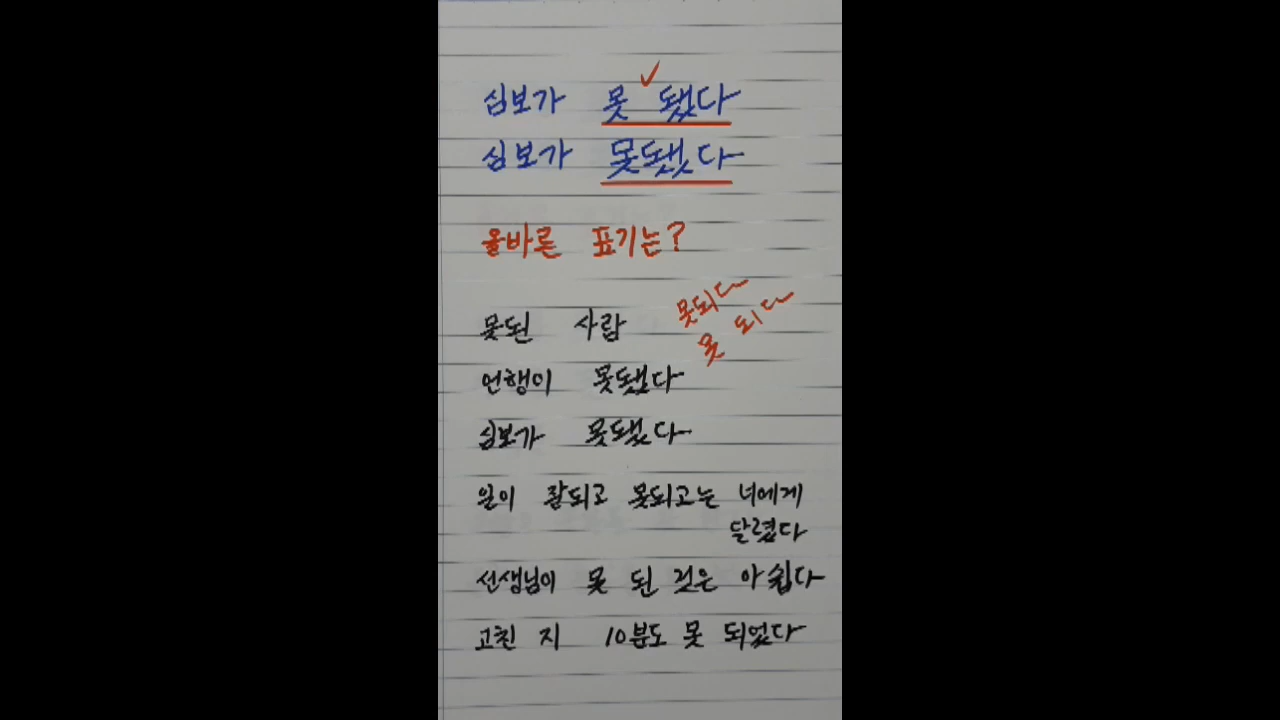 심보가 못 됐다
심보가 못됐다
올바른 표기는?
못된 사람
못되다
못 되다
언행이 못됐다
심보가 못됐다
일이 잘되고 못되고는 너에게
달렸다
선생님이 못 된 것은 아쉽다
고친 지 10분도 못 되었다